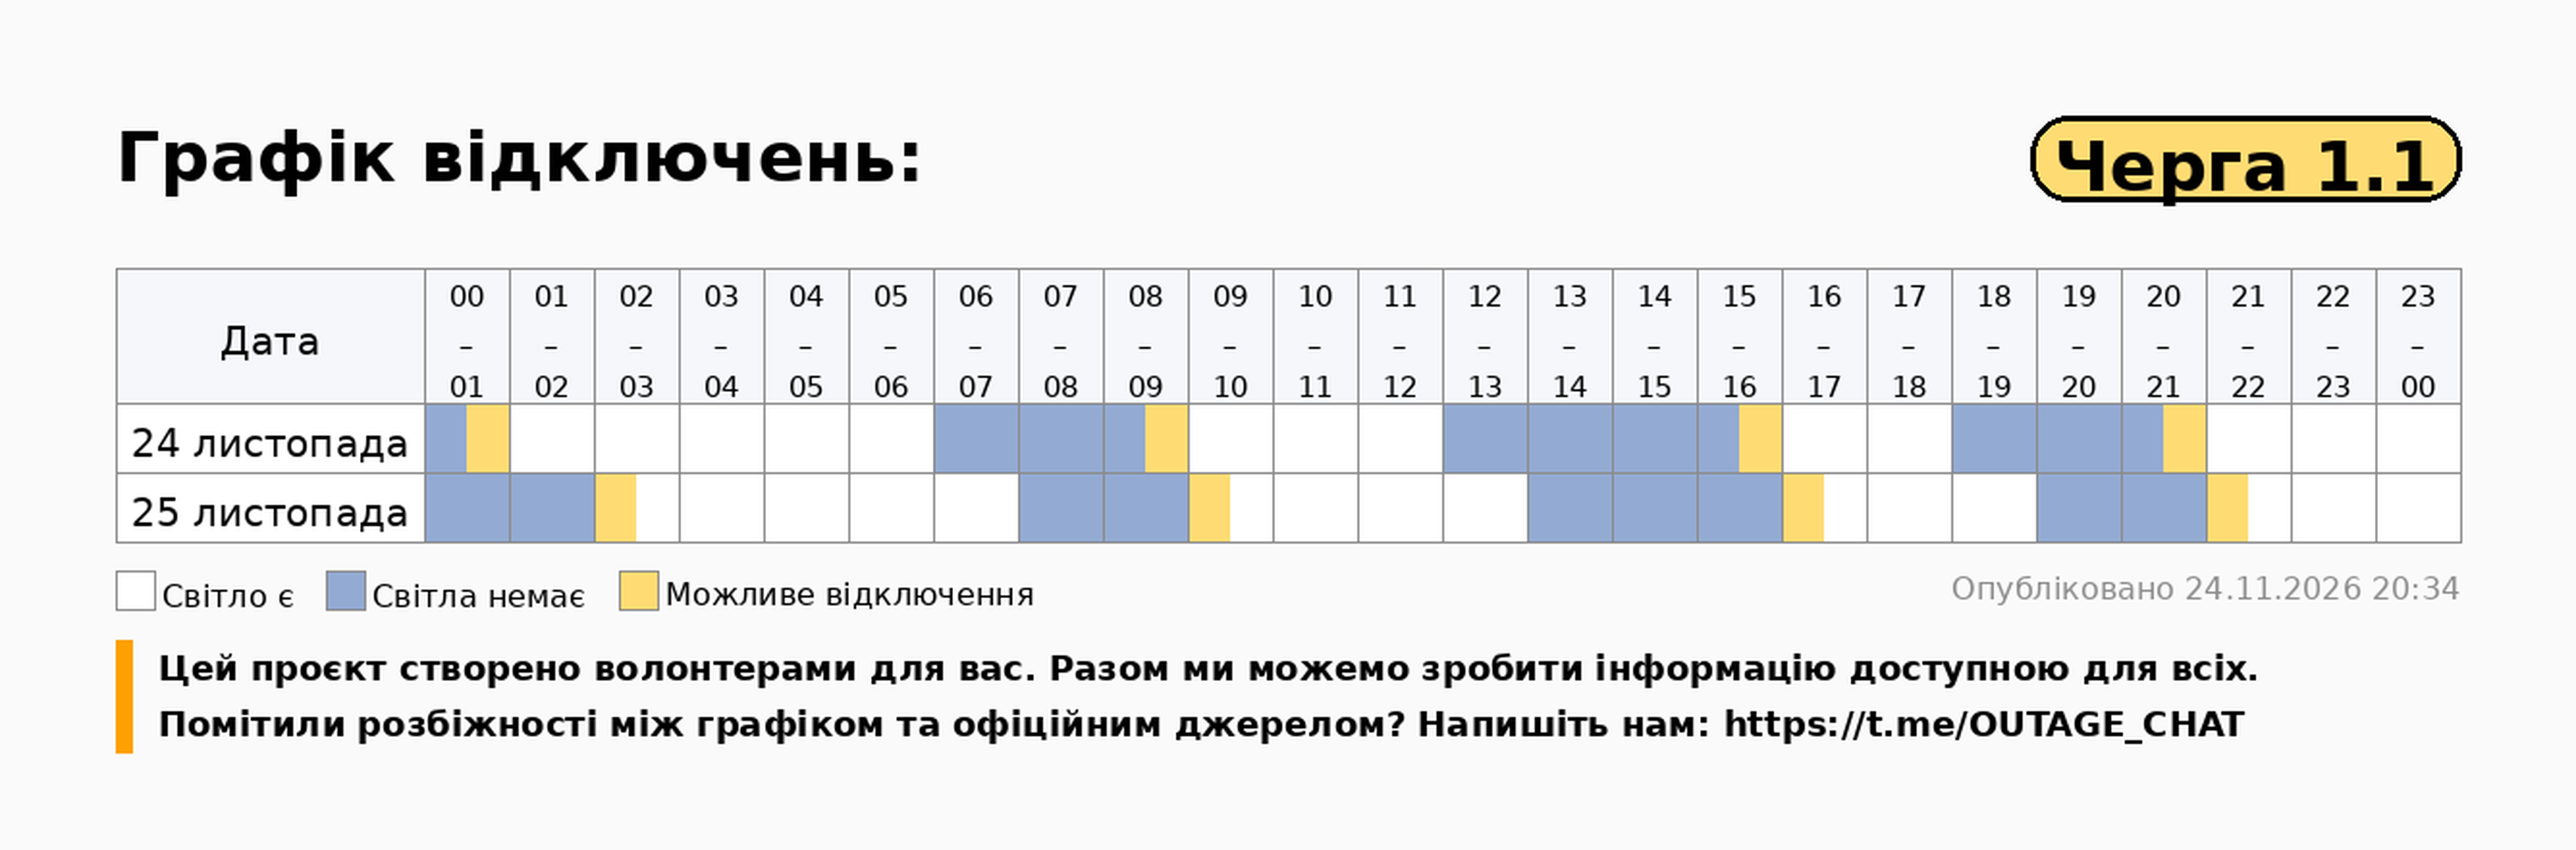 Графік відключень:
Черга 1.1
Дата
00 – 01
01 – 02
02 – 03
03 – 04
04 – 05
05 – 06
06 – 07
07 – 08
08 – 09
09 – 10
10 – 11
11 – 12
12 – 13
13 – 14
14 – 15
15 – 16
16 – 17
17 – 18
18 – 19
19 – 20
20 – 21
21 – 22
22 – 23
23 – 00
24 листопада
25 листопада
Світло є
Світла немає
Можливе відключення
Опубліковано 24.11.2026 20:34
Цей проєкт створено волонтерами для вас. Разом ми можемо зробити інформацію доступною для всіх.
Помітили розбіжності між графіком та офіційним джерелом? Напишіть нам: https://t.me/OUTAGE_CHAT